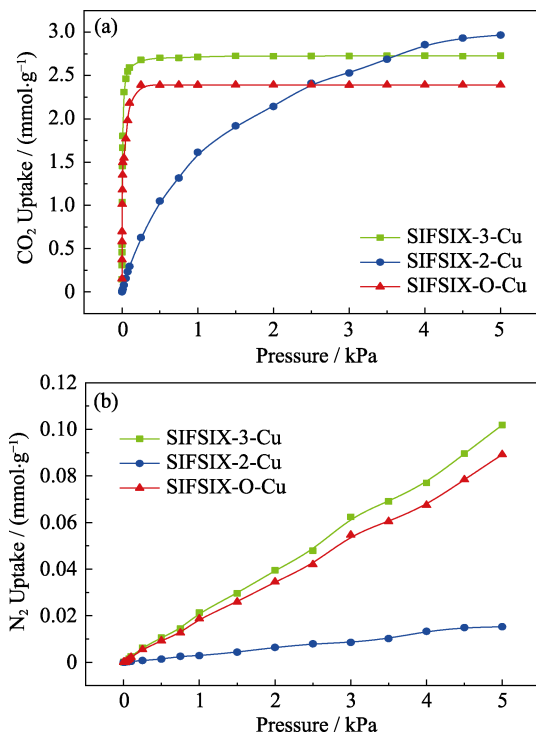 (a)
3.0
2.5
2.0
1.5
1.0
0.5
0
CO₂ Uptake / (mmol·g⁻¹)
SIFSIX-3-Cu
SIFSIX-2-Cu
SIFSIX-O-Cu
0 1 2 3 4 5
Pressure / kPa
(b)
0.12
0.10
0.08
0.06
0.04
0.02
0
N₂ Uptake / (mmol·g⁻¹)
SIFSIX-3-Cu
SIFSIX-2-Cu
SIFSIX-O-Cu
0 1 2 3 4 5
Pressure / kPa